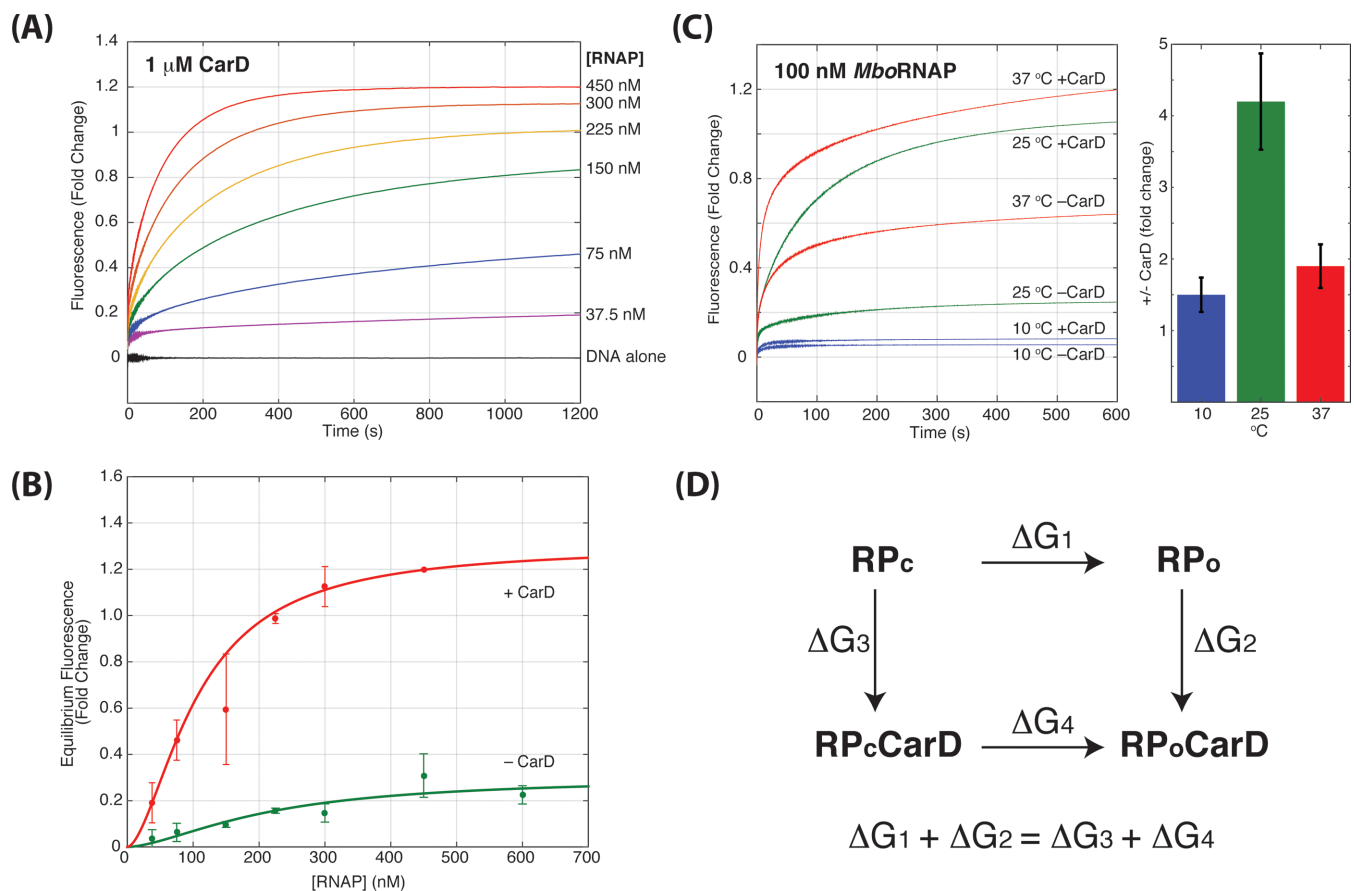 (A)
1 μM CarD
[RNAP]
Fluorescence (Fold Change)
1.4
1.2
1
0.8
0.6
0.4
0.2
0
450 nM
300 nM
225 nM
150 nM
75 nM
37.5 nM
DNA alone
0
200
400
600
800
1000
1200
Time (s)
(B)
Equilibrium Fluorescence
(Fold Change)
1.6
1.4
1.2
1.0
0.8
0.6
0.4
0.2
0
+ CarD
– CarD
0
100
200
300
400
500
600
700
[RNAP] (nM)
(C)
100 nM MboRNAP
Fluorescence (Fold Change)
1.2
0.8
0.4
0
37 °C +CarD
25 °C +CarD
37 °C –CarD
25 °C –CarD
10 °C +CarD
10 °C –CarD
0
100
200
300
400
500
600
Time (s)
+/- CarD (fold change)
5
4
3
2
1
10
25
37
°C
(D)
ΔG1
RPc
RPo
ΔG3
ΔG2
ΔG4
RPcCarD
RPoCarD
ΔG1 + ΔG2 = ΔG3 + ΔG4